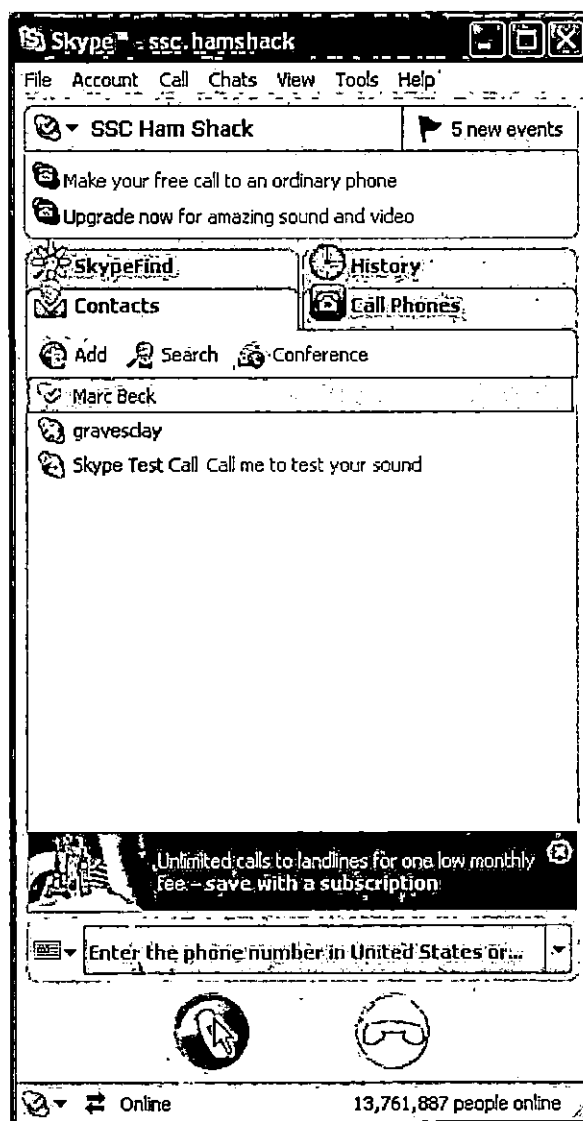 Skype™ - ssc.hamshack
File Account Call Chats View Tools Help
SSC Ham Shack 5 new events
Make your free call to an ordinary phone
Upgrade now for amazing sound and video
SkypeFind History
Contacts Call Phones
Add Search Conference
Marc Beck
gravesclay
Skype Test Call Call me to test your sound
Unlimited calls to landlines for one low monthly
fee - save with a subscription
Enter the phone number in United States or...
Online 13,761,887 people online